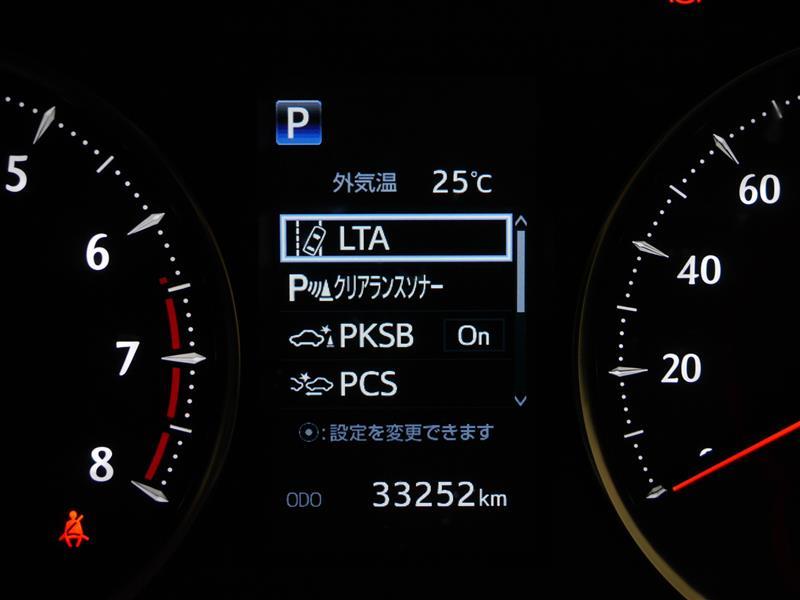 P
外気温 25℃
LTA
Pクリアランスソナー
PKSB On
PCS
:設定を変更できます
ODO 33252km
5
6
7
8
60
40
20